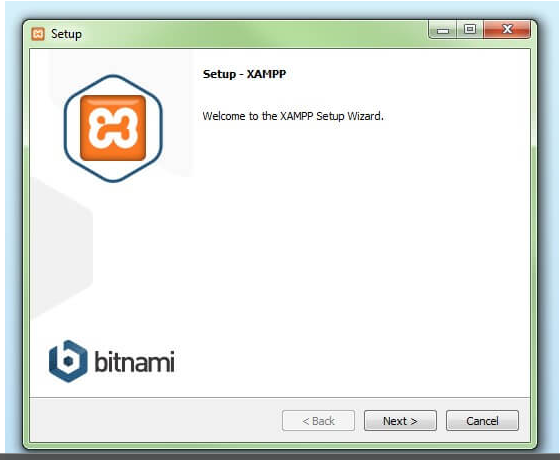 Setup
Setup - XAMPP
Welcome to the XAMPP Setup Wizard.
bitnami
< Back
Next >
Cancel